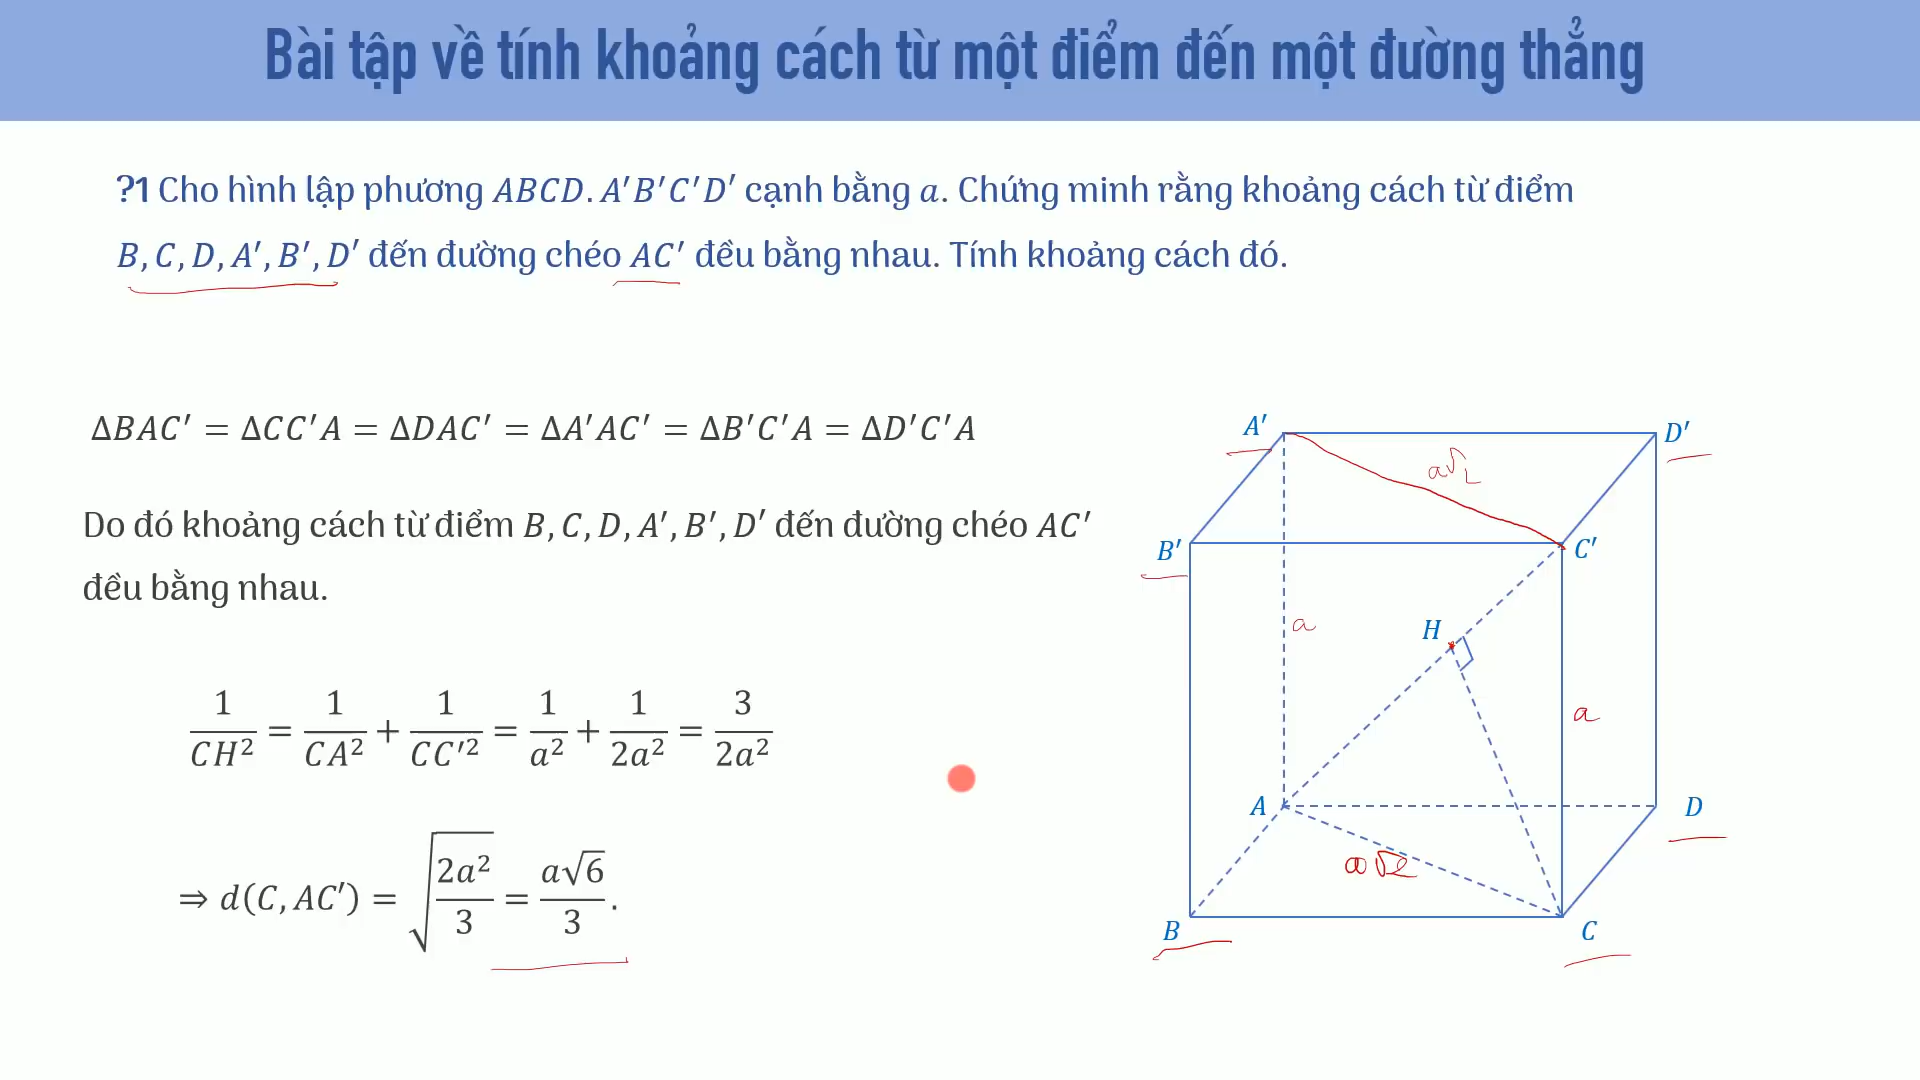 Bài tập về tính khoảng cách từ một điểm đến một đường thẳng
?1 Cho hình lập phương ABCD. A′B′C′D′ cạnh bằng a. Chứng minh rằng khoảng cách từ điểm
B, C, D, A′, B′, D′ đến đường chéo AC′ đều bằng nhau. Tính khoảng cách đó.
ΔBAC′ = ΔCC′A = ΔDAC′ = ΔA′AC′ = ΔB′C′A = ΔD′C′A
Do đó khoảng cách từ điểm B, C, D, A′, B′, D′ đến đường chéo AC′
đều bằng nhau.
1/CH² = 1/CA² + 1/CC′² = 1/a² + 1/2a² = 3/2a²
⇒ d(C, AC′) = √(2a²/3) = a√6/3.
A′
D′
a√2
B′
C′
H
a
a
A
D
a√2
B
C